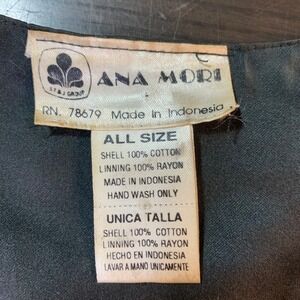 ANA MORI
RN. 78679 Made in Indonesia
ALL SIZE
SHELL 100% COTTON
LINNING 100% RAYON
MADE IN INDONESIA
HAND WASH ONLY
UNICA TALLA
SHELL 100% COTTON
LINNING 100% RAYON
HECHO EN INDONESIA
LAVAR A MANO UNICAMENTE